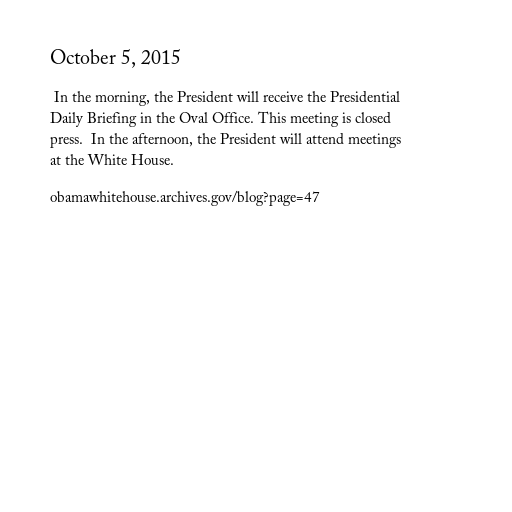 October 5, 2015
In the morning, the President will receive the Presidential
Daily Briefing in the Oval Office. This meeting is closed
press.  In the afternoon, the President will attend meetings
at the White House.
obamawhitehouse.archives.gov/blog?page=47